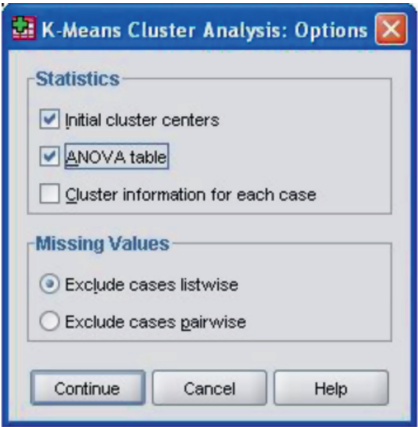 K-Means Cluster Analysis: Options
Statistics
Initial cluster centers
ANOVA table
Cluster information for each case
Missing Values
Exclude cases listwise
Exclude cases pairwise
Continue Cancel Help